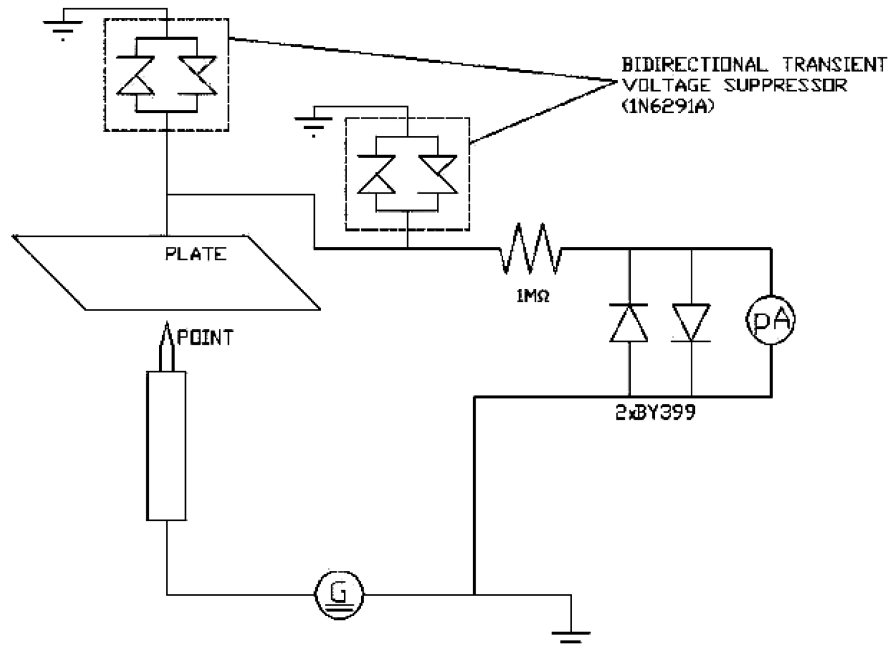 BIDIRECTIONAL TRANSIENT
VOLTAGE SUPPRESSOR
(1N6291A)
PLATE
1MΩ
pA
POINT
2xBY399
G